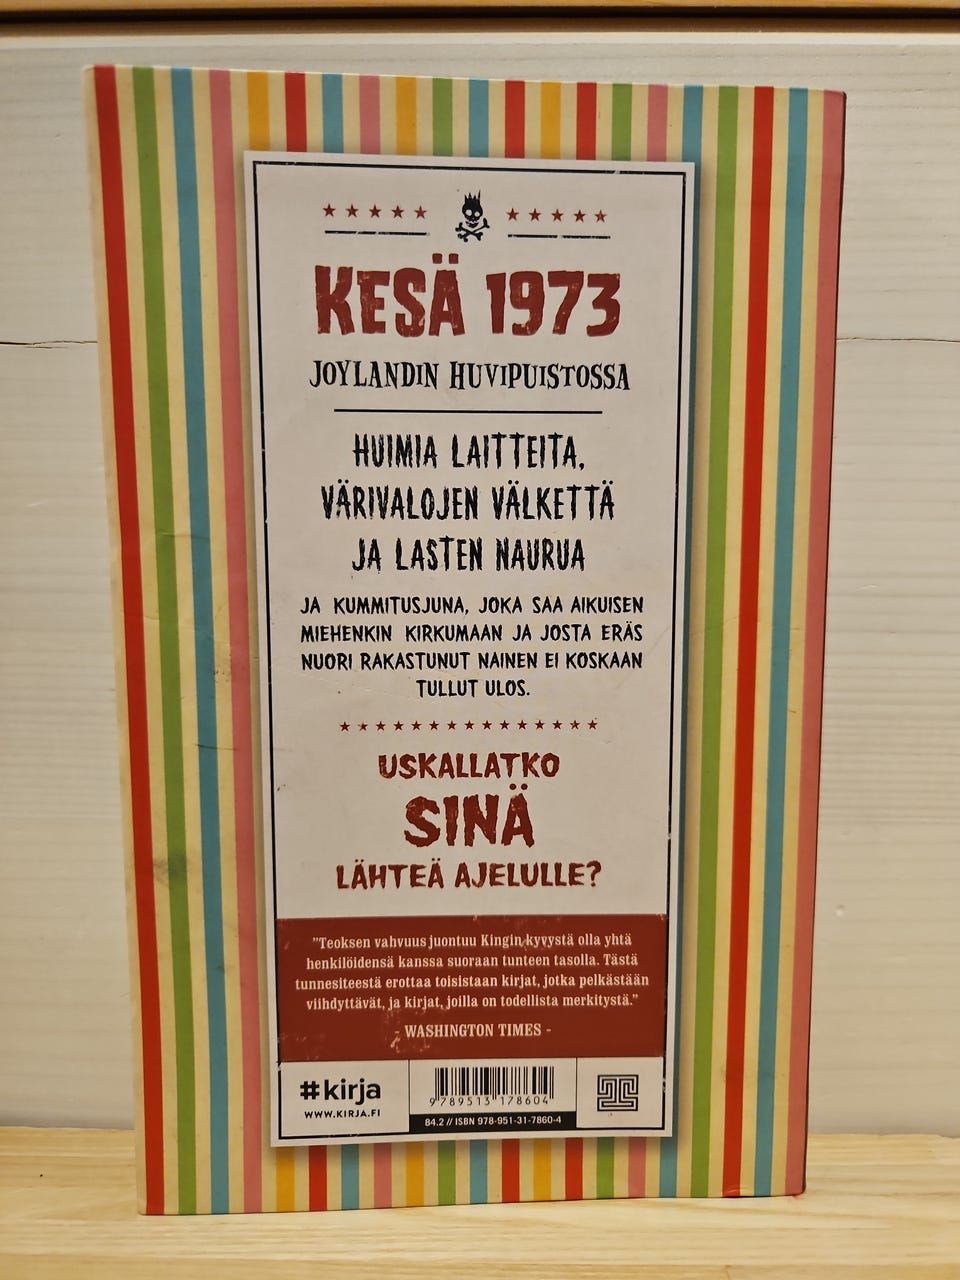 KESÄ 1973
JOYLANDIN HUVIPUISTOSSA
HUIMIA LAITTEITA,
VÄRIVALOJEN VÄLKETTÄ
JA LASTEN NAURUA
JA KUMMITUSJUNA, JOKA SAA AIKUISEN
MIEHENKIN KIRKUMAAN JA JOSTA ERÄS
NUORI RAKASTUNUT NAINEN EI KOSKAAN
TULLUT ULOS.
USKALLATKO
SINÄ
LÄHTEÄ AJELULLE?
"Teoksen vahvuus juontuu Kingin kyvystä olla yhtä
henkilöidensä kanssa suoraan tunteen tasolla. Tästä
tunnesiteestä erottaa toisistaan kirjat, jotka pelkästään
viihdyttävät, ja kirjat, joilla on todellista merkitystä."
- WASHINGTON TIMES -
#kirja
WWW.KIRJA.FI
9 789513 178604
84.2 // ISBN 978-951-31-7860-4